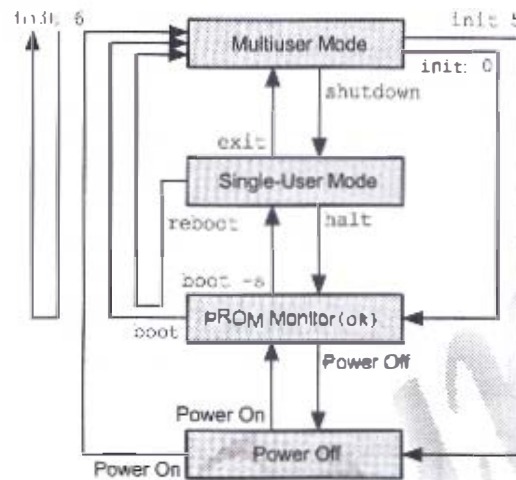 init 6
Multiuser Mode
init 5
init 0
shutdown
exit
Single-User Mode
reboot
halt
boot -s
PROM Monitor(ok)
boot
Power Off
Power On
Power Off
Power On